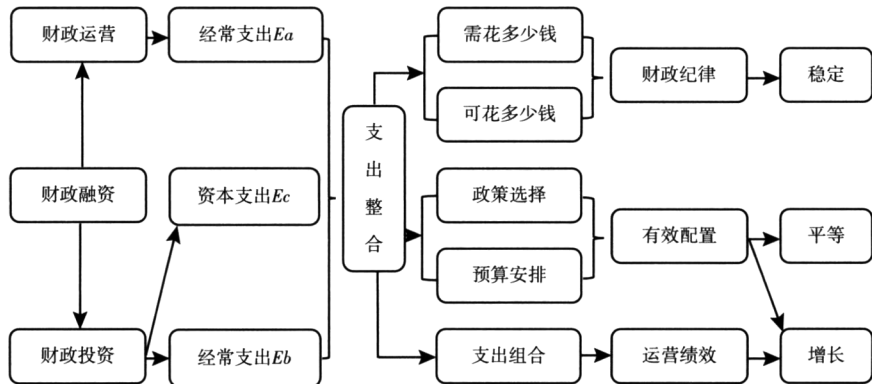 财政运营
经常支出Ea
需花多少钱
财政纪律
稳定
可花多少钱
支出整合
财政融资
资本支出Ec
政策选择
有效配置
平等
预算安排
财政投资
经常支出Eb
支出组合
运营绩效
增长